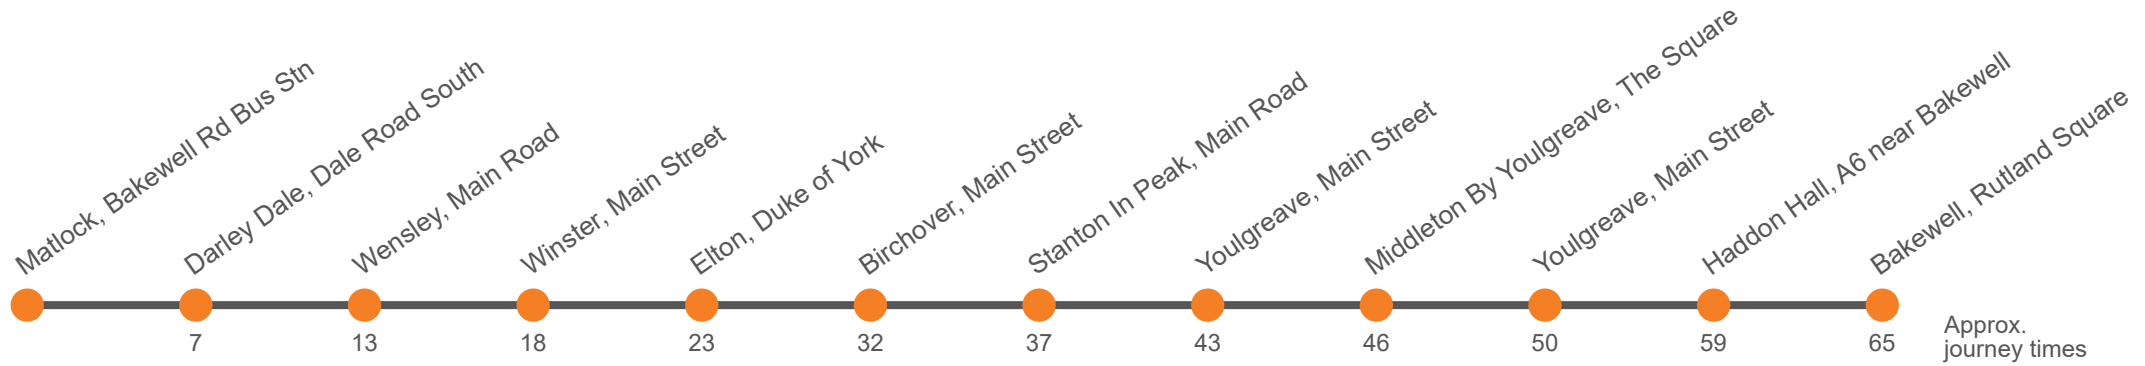 Matlock, Bakewell Rd Bus Stn
Darley Dale, Dale Road South
Wensley, Main Road
Winster, Main Street
Elton, Duke of York
Birchover, Main Street
Stanton In Peak, Main Road
Youlgreave, Main Street
Middleton By Youlgreave, The Square
Youlgreave, Main Street
Haddon Hall, A6 near Bakewell
Bakewell, Rutland Square
7 13 18 23 32 37 43 46 50 59 65
Approx.
journey times